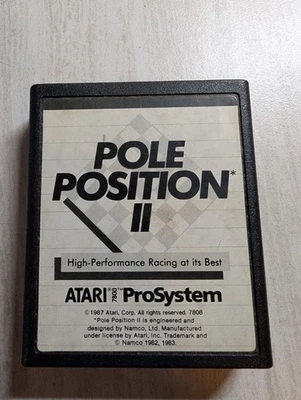 POLE
POSITION*
II
High-Performance Racing at its Best
ATARI 7800™ ProSystem
©1987 Atari, Corp. All rights reserved. 7808
*Pole Position II is engineered and
designed by Namco, Ltd. Manufactured
under license by Atari, Inc. Trademark and
© Namco 1982, 1983.